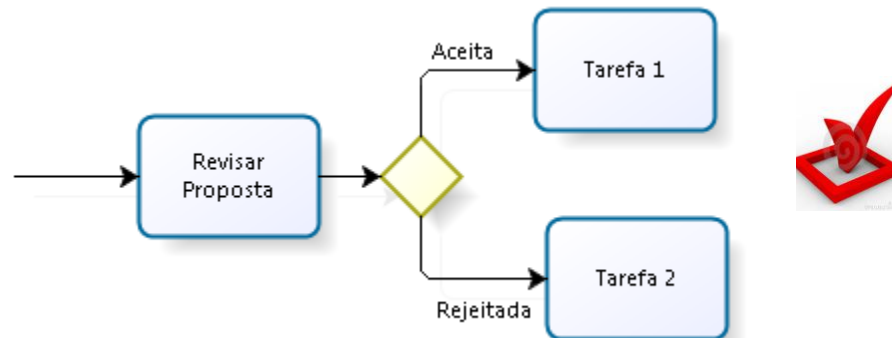 Aceita
Tarefa 1
Revisar
Proposta
Tarefa 2
Rejeitada